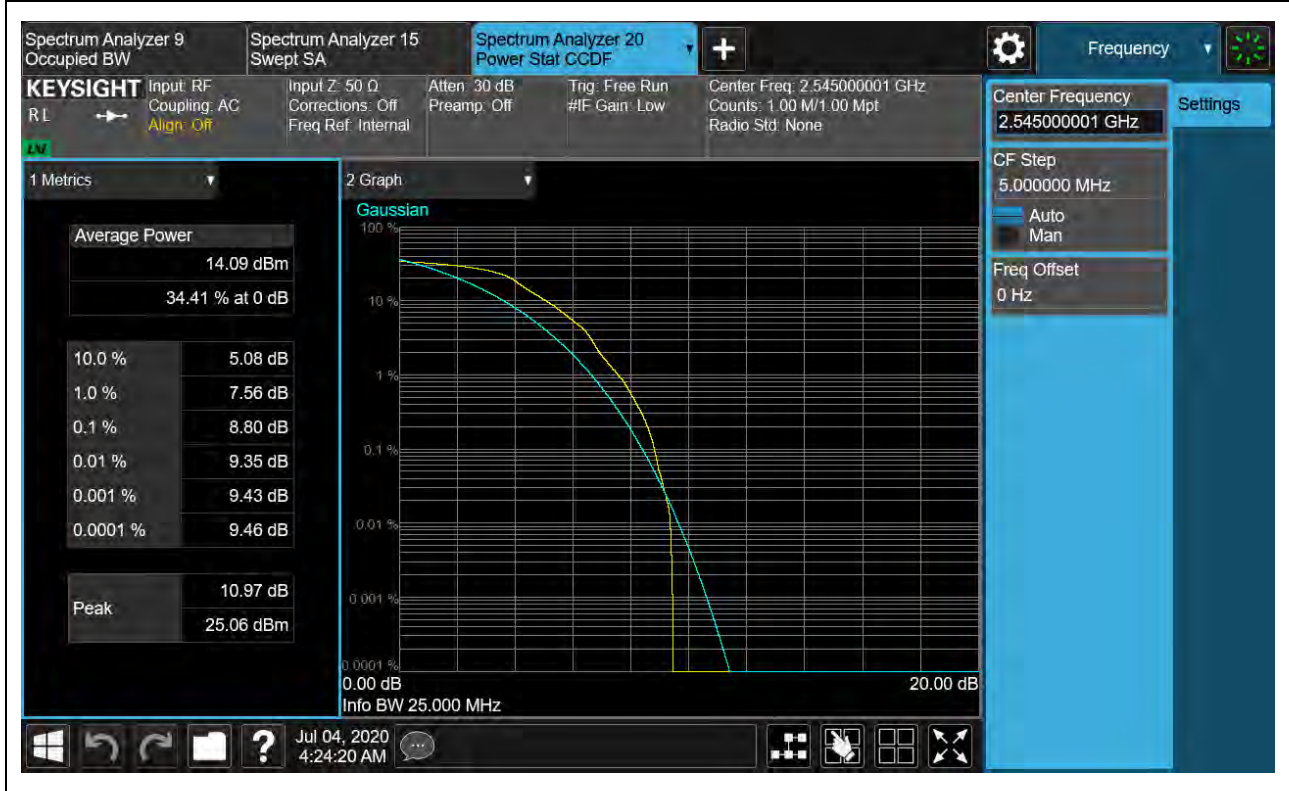 Spectrum Analyzer 9
Occupied BW
Spectrum Analyzer 15
Swept SA
Spectrum Analyzer 20
Power Stat CCDF
Frequency
KEYSIGHT
RL
Input: RF
Coupling: AC
Align: Off
Input Z: 50 Ω
Corrections: Off
Freq Ref: Internal
Atten: 30 dB
Preamp: Off
Trig: Free Run
#IF Gain: Low
Center Freq: 2.545000001 GHz
Counts: 1.00 M/1.00 Mpt
Radio Std: None
Center Frequency
2.545000001 GHz
Settings
CF Step
5.000000 MHz
Auto
Man
Freq Offset
0 Hz
1 Metrics
Average Power
14.09 dBm
34.41 % at 0 dB
10.0 % 5.08 dB
1.0 % 7.56 dB
0.1 % 8.80 dB
0.01 % 9.35 dB
0.001 % 9.43 dB
0.0001 % 9.46 dB
Peak
10.97 dB
25.06 dBm
2 Graph
Gaussian
100 %
10 %
1 %
0.1 %
0.01 %
0.001 %
0.0001 %
0.00 dB 20.00 dB
Info BW 25.000 MHz
Jul 04, 2020
4:24:20 AM